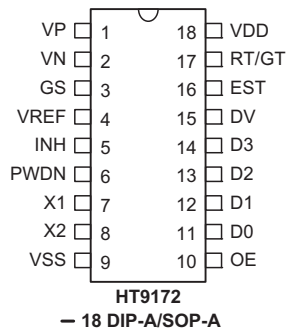 VP 1 18 VDD
VN 2 17 RT/GT
GS 3 16 EST
VREF 4 15 DV
INH 5 14 D3
PWDN 6 13 D2
X1 7 12 D1
X2 8 11 D0
VSS 9 10 OE
HT9172
– 18 DIP-A/SOP-A